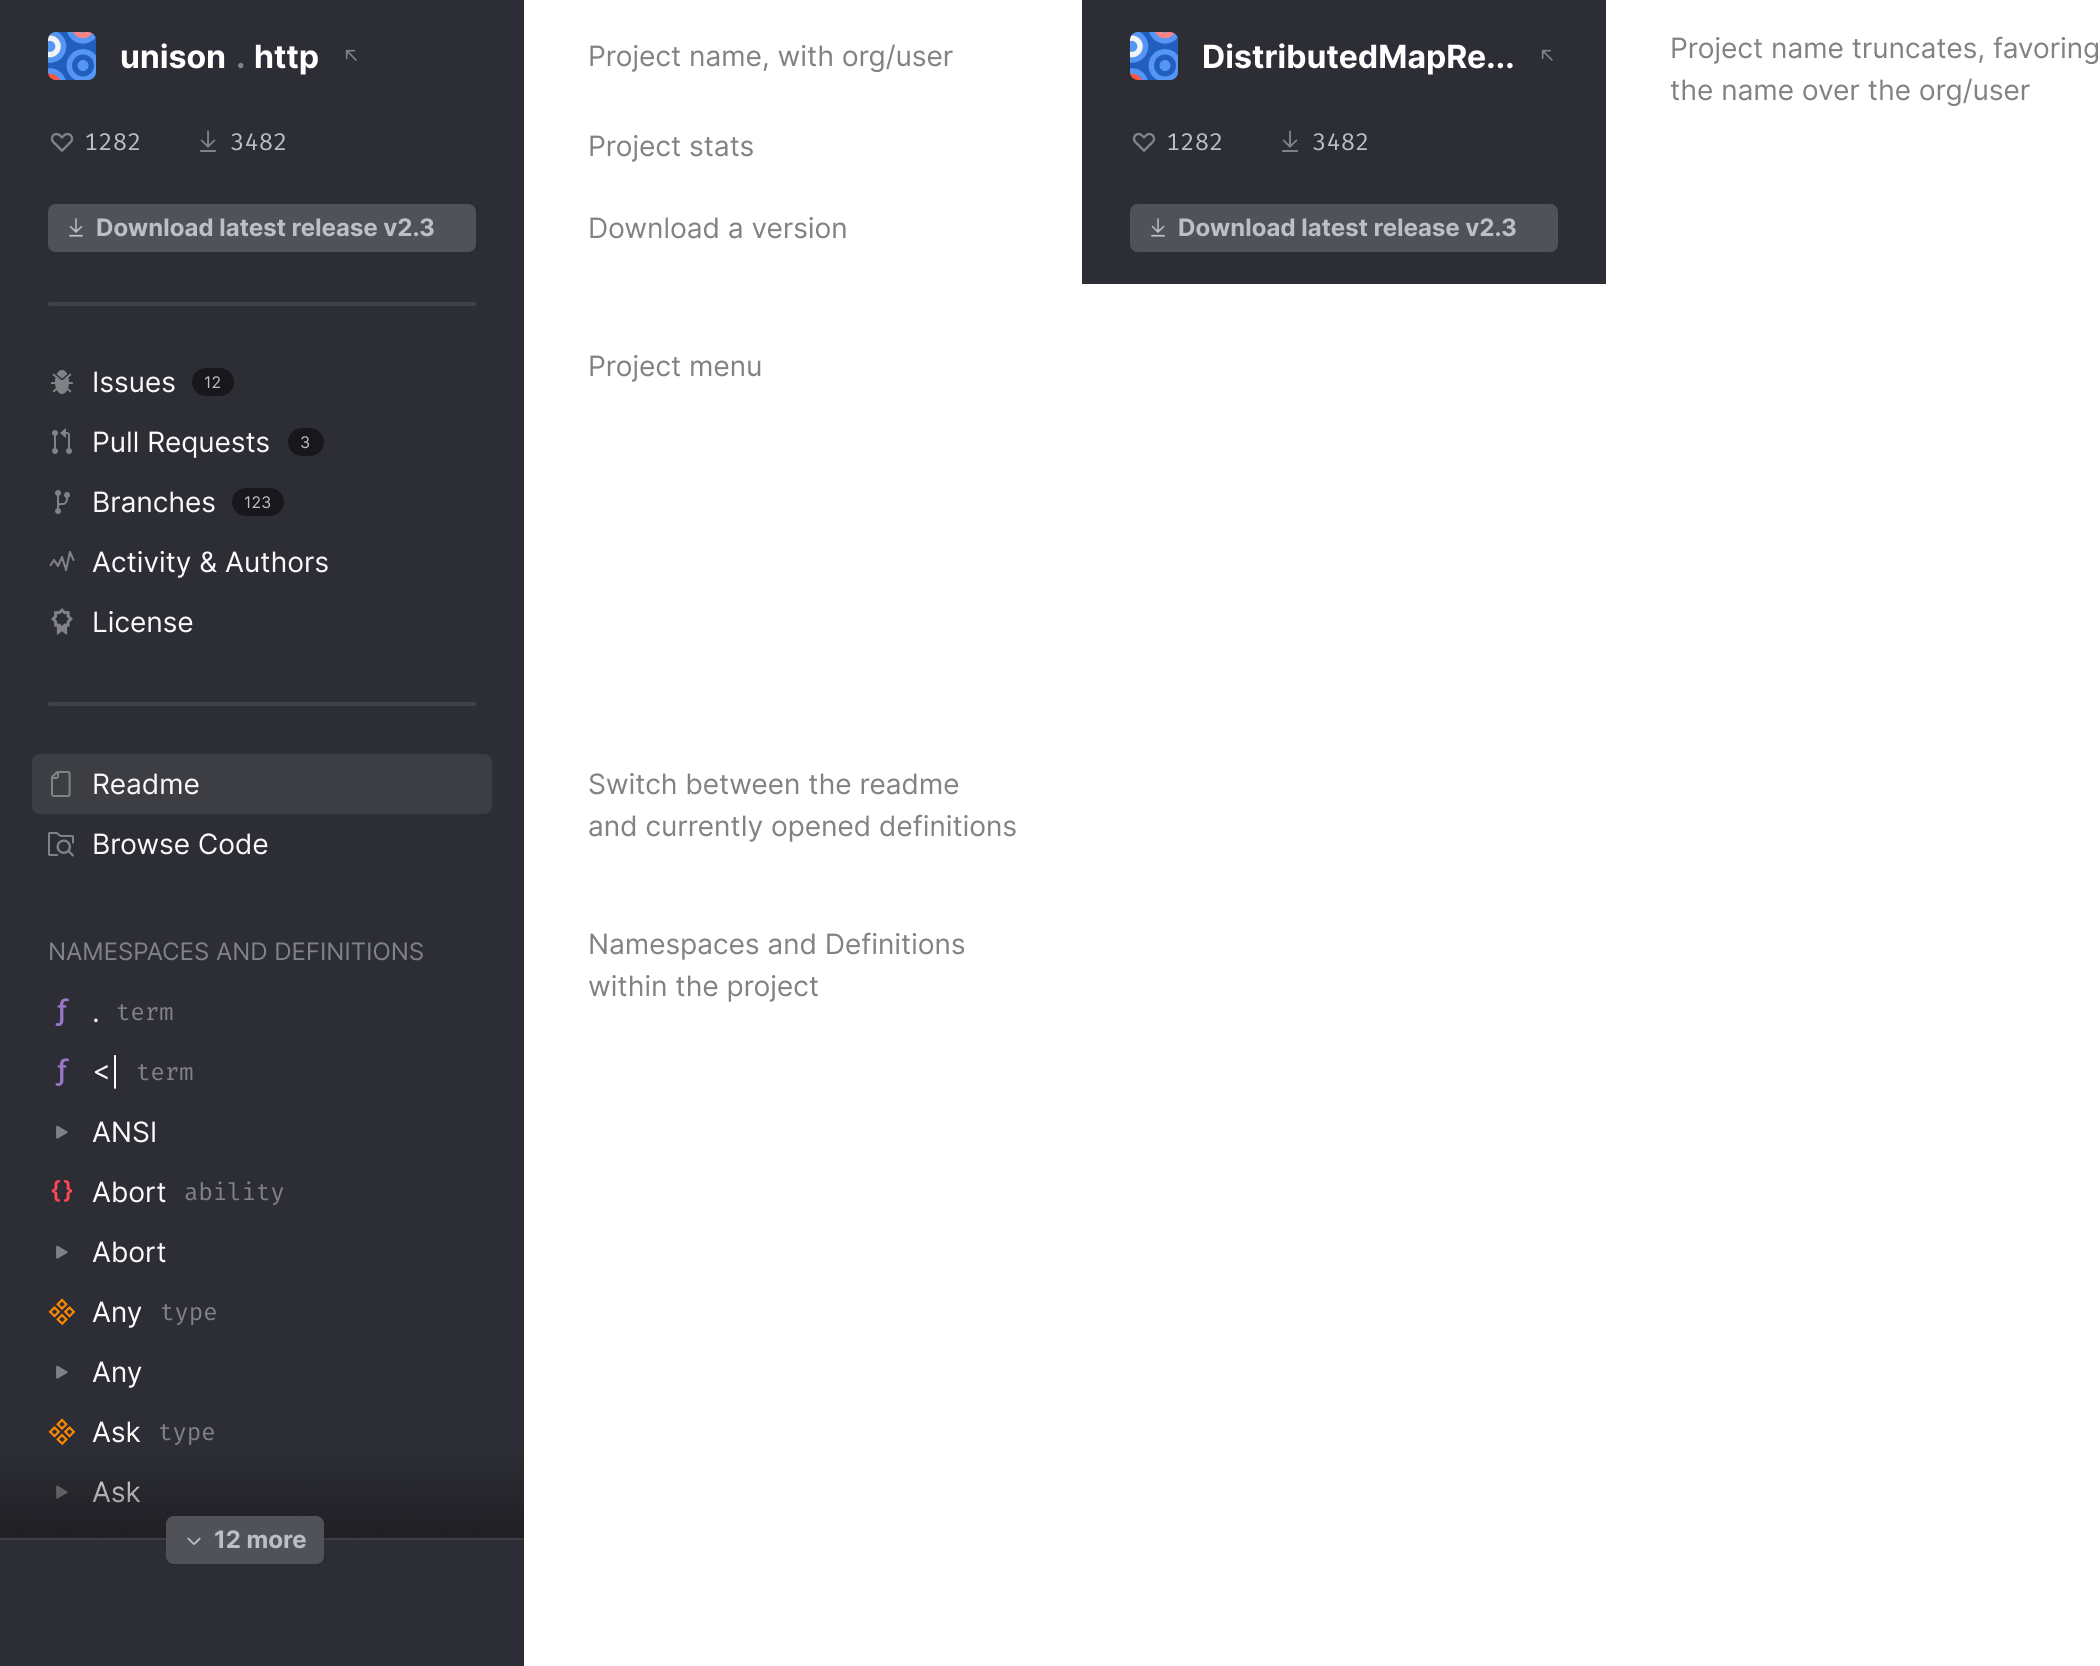 unison . http
1282 3482
Download latest release v2.3
Issues 12
Pull Requests 3
Branches 123
Activity & Authors
License
Readme
Browse Code
NAMESPACES AND DEFINITIONS
. term
<| term
ANSI
Abort ability
Abort
Any type
Any
Ask type
Ask
12 more
Project name, with org/user
Project stats
Download a version
Project menu
Switch between the readme
and currently opened definitions
Namespaces and Definitions
within the project
DistributedMapRe...
1282 3482
Download latest release v2.3
Project name truncates, favoring
the name over the org/user